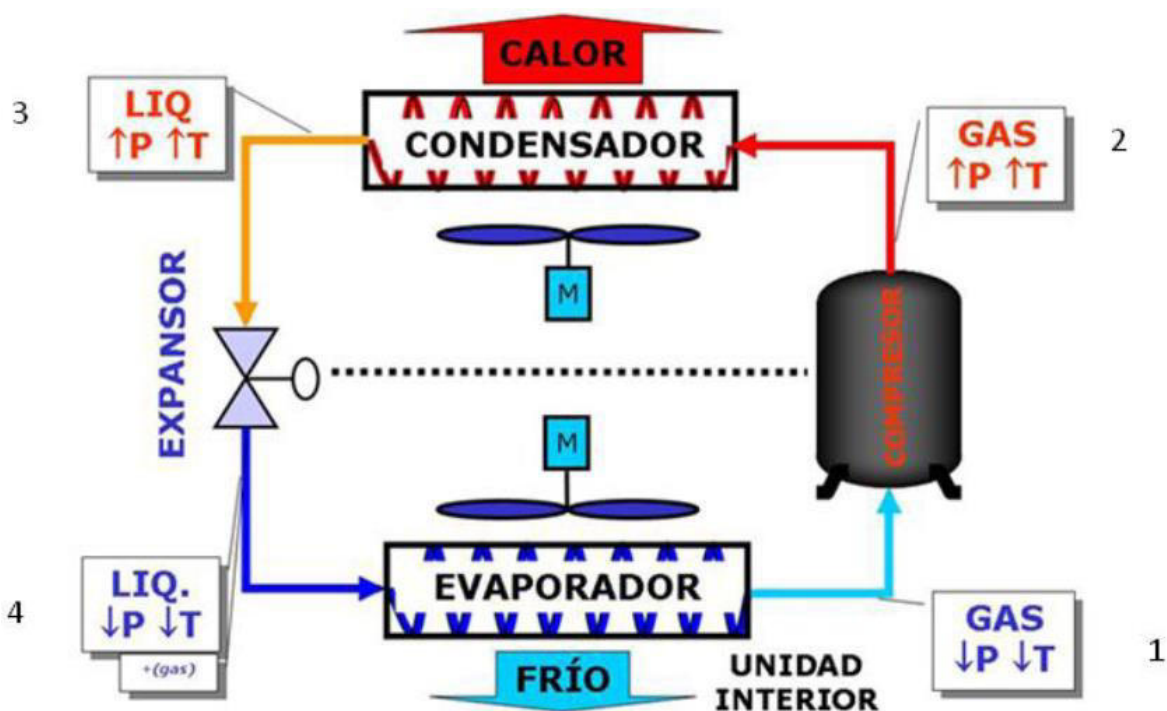 CALOR
3
LIQ
↑P ↑T
CONDENSADOR
GAS
↑P ↑T
2
M
EXPANSOR
COMPRESOR
M
4
LIQ.
↓P ↓T
+(gas)
EVAPORADOR
GAS
↓P ↓T
1
FRÍO
UNIDAD
INTERIOR